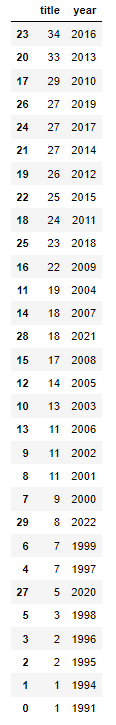 title year
23 34 2016
20 33 2013
17 29 2010
26 27 2019
24 27 2017
21 27 2014
19 26 2012
22 25 2015
18 24 2011
25 23 2018
16 22 2009
11 19 2004
14 18 2007
28 18 2021
15 17 2008
12 14 2005
10 13 2003
13 11 2006
9 11 2002
8 11 2001
7 9 2000
29 8 2022
6 7 1999
4 7 1997
27 5 2020
5 3 1998
3 2 1996
2 2 1995
1 1 1994
0 1 1991